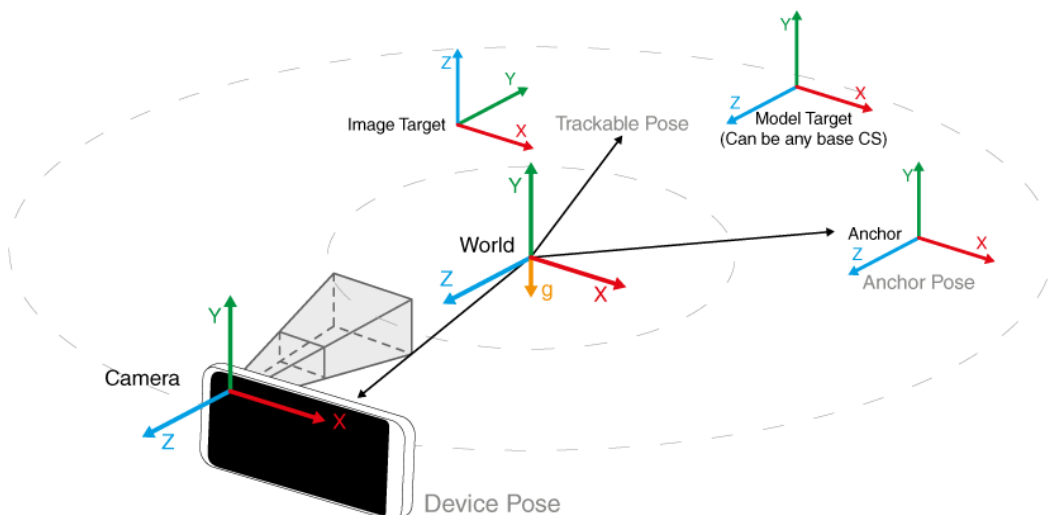 Y
Z
Y
X
Image Target
Trackable Pose
Z
X
Model Target
(Can be any base CS)
Y
World
Z
g
X
Y
Anchor
Z
X
Anchor Pose
Y
Camera
Z
X
Device Pose